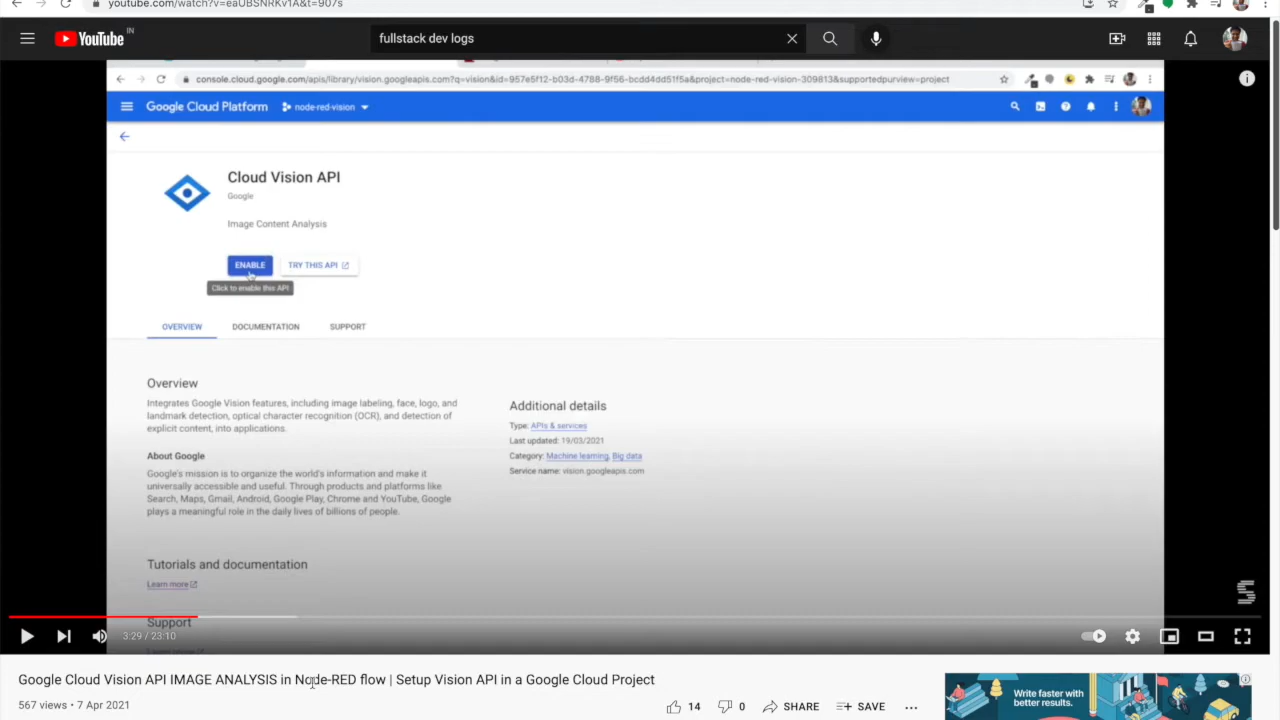 youtube.com/watch?v=eaUBSNRKv1A&t=907s
YouTube IN
fullstack dev logs
console.cloud.google.com/apis/library/vision.googleapis.com?q=vision&id=957e5f12-b03d-4788-9f56-bcdd4dd51f5a&project=node-red-vision-309813&supportedpurview=project
Google Cloud Platform
node-red-vision
Cloud Vision API
Google
Image Content Analysis
ENABLE
TRY THIS API
Click to enable this API
OVERVIEW
DOCUMENTATION
SUPPORT
Overview
Integrates Google Vision features, including image labeling, face, logo, and
landmark detection, optical character recognition (OCR), and detection of
explicit content, into applications.
About Google
Google's mission is to organize the world's information and make it
universally accessible and useful. Through products and platforms like
Search, Maps, Gmail, Android, Google Play, Chrome and YouTube, Google
plays a meaningful role in the daily lives of billions of people.
Additional details
Type: APIs & services
Last updated: 19/03/2021
Category: Machine learning, Big data
Service name: vision.googleapis.com
Tutorials and documentation
Learn more
Support
3:29 / 23:10
Google Cloud Vision API IMAGE ANALYSIS in Node-RED flow | Setup Vision API in a Google Cloud Project
567 views • 7 Apr 2021
14
0
SHARE
SAVE
Write faster with
better results.